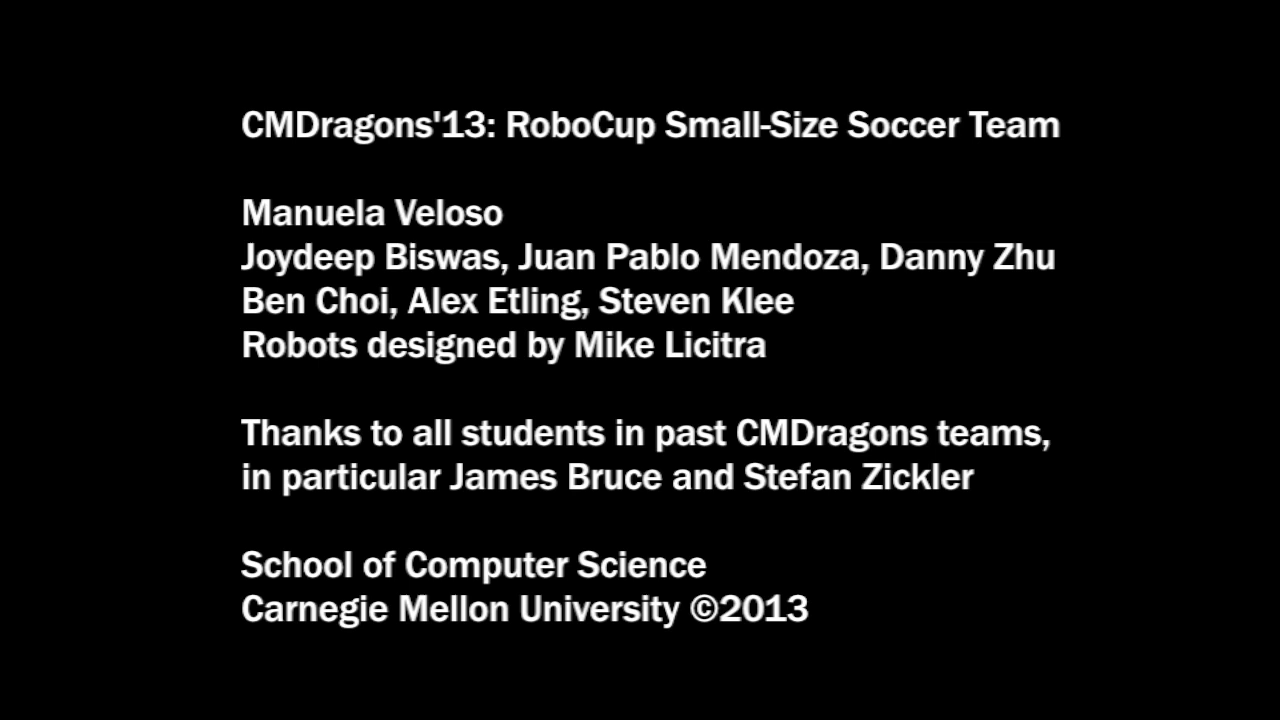 CMDragons'13: RoboCup Small-Size Soccer Team
Manuela Veloso
Joydeep Biswas, Juan Pablo Mendoza, Danny Zhu
Ben Choi, Alex Etling, Steven Klee
Robots designed by Mike Licitra
Thanks to all students in past CMDragons teams,
in particular James Bruce and Stefan Zickler
School of Computer Science
Carnegie Mellon University ©2013